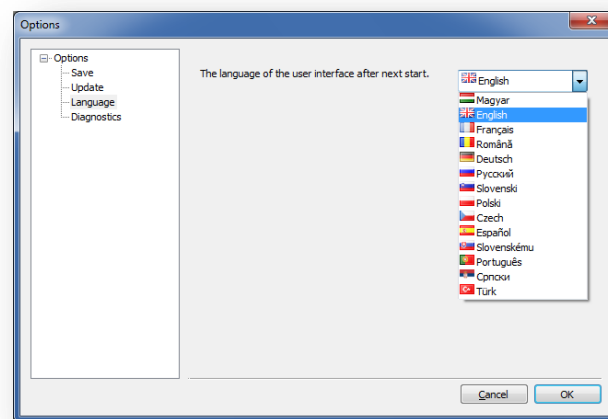 Options
Options
Save
Update
Language
Diagnostics
The language of the user interface after next start.
English
Magyar
English
Français
Română
Deutsch
Русский
Slovenski
Polski
Czech
Español
Slovenskému
Português
Српски
Türk
Cancel
OK